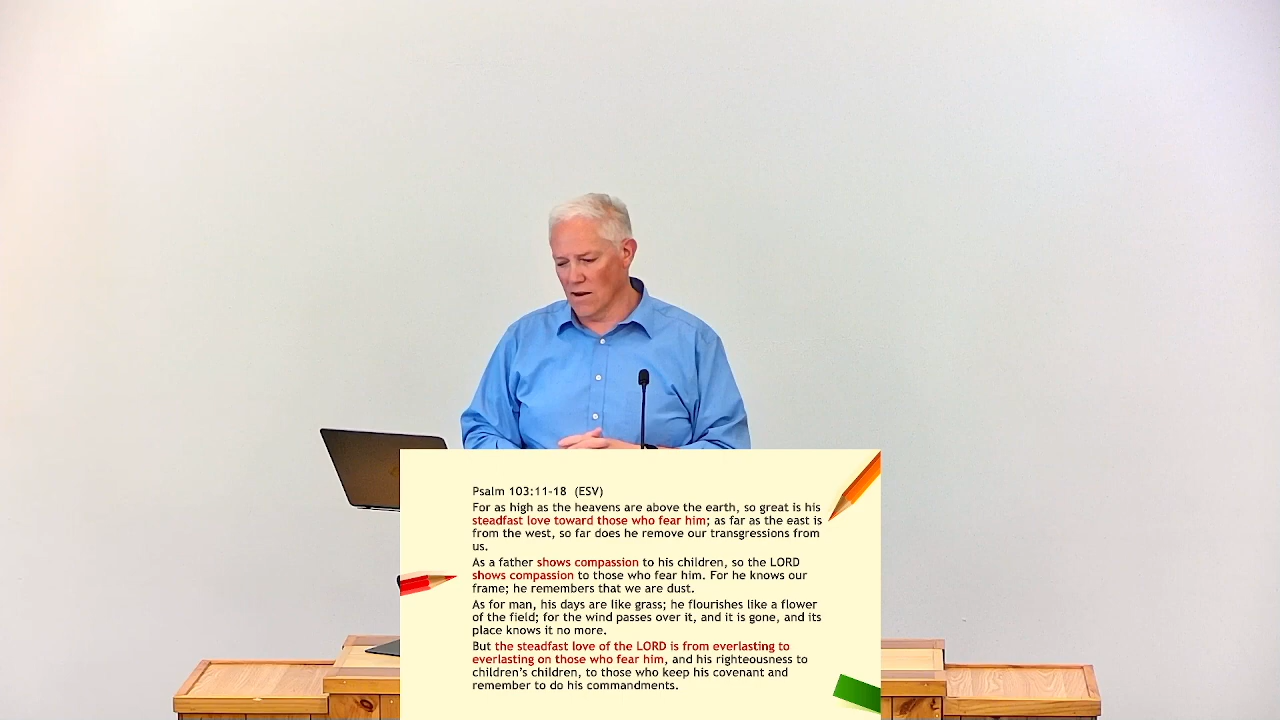 Psalm 103:11-18 (ESV)
For as high as the heavens are above the earth, so great is his
steadfast love toward those who fear him; as far as the east is
from the west, so far does he remove our transgressions from
us.
As a father shows compassion to his children, so the LORD
shows compassion to those who fear him. For he knows our
frame; he remembers that we are dust.
As for man, his days are like grass; he flourishes like a flower
of the field; for the wind passes over it, and it is gone, and its
place knows it no more.
But the steadfast love of the LORD is from everlasting to
everlasting on those who fear him, and his righteousness to
children's children, to those who keep his covenant and
remember to do his commandments.